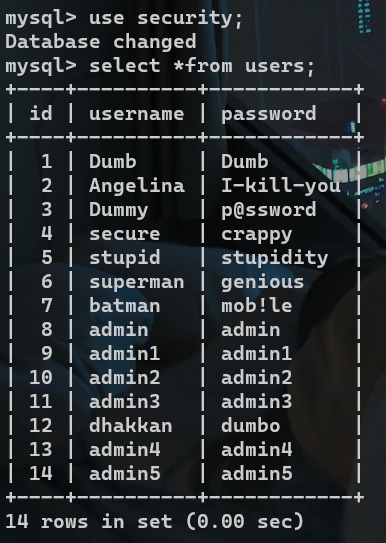 mysql> use security;
Database changed
mysql> select *from users;
+----+----------+------------+
| id | username | password   |
+----+----------+------------+
|  1 | Dumb     | Dumb       |
|  2 | Angelina | I-kill-you |
|  3 | Dummy    | p@ssword   |
|  4 | secure   | crappy     |
|  5 | stupid   | stupidity  |
|  6 | superman | genious    |
|  7 | batman   | mob!le     |
|  8 | admin    | admin      |
|  9 | admin1   | admin1     |
| 10 | admin2   | admin2     |
| 11 | admin3   | admin3     |
| 12 | dhakkan  | dumbo      |
| 13 | admin4   | admin4     |
| 14 | admin5   | admin5     |
+----+----------+------------+
14 rows in set (0.00 sec)